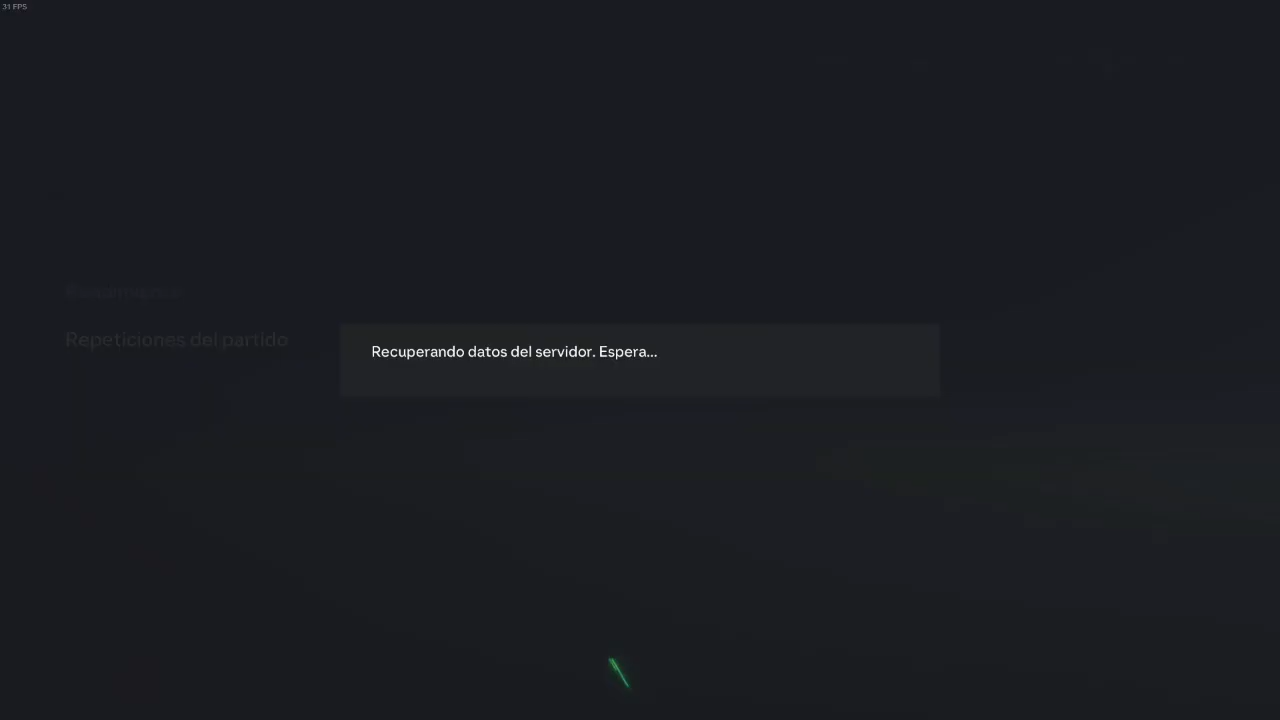 31 FPS
Repeticiones del partido
Recuperando datos del servidor. Espera...